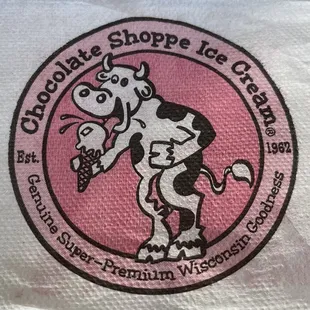 Chocolate Shoppe Ice Cream®
Est. 1962
Genuine Super-Premium Wisconsin Goodness